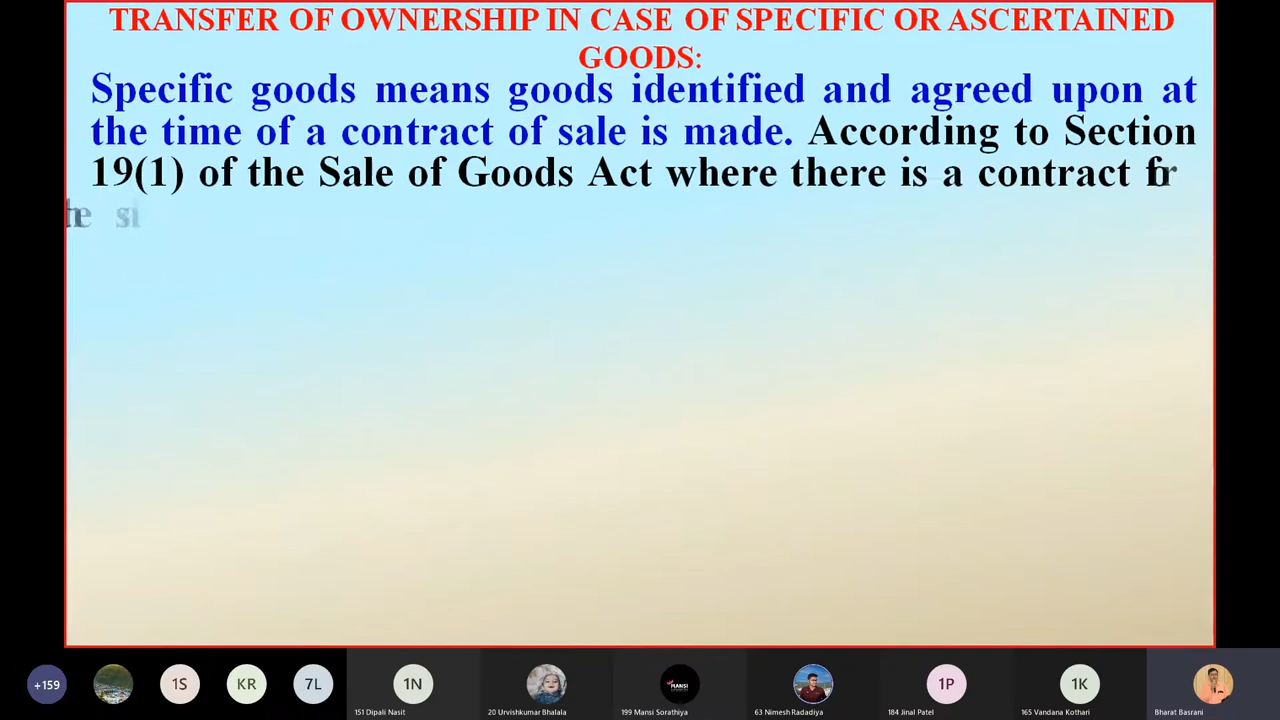 TRANSFER OF OWNERSHIP IN CASE OF SPECIFIC OR ASCERTAINED
GOODS:
Specific goods means goods identified and agreed upon at
the time of a contract of sale is made. According to Section
19(1) of the Sale of Goods Act where there is a contract for
+159
1S
KR
7L
1N
1P
1K
MANSI
151 Dipali Nasit
20 Urvishkumar Bhalala
199 Mansi Sorathiya
63 Nimesh Radadiya
184 Jinal Patel
165 Vandana Kothari
Bharat Basrani